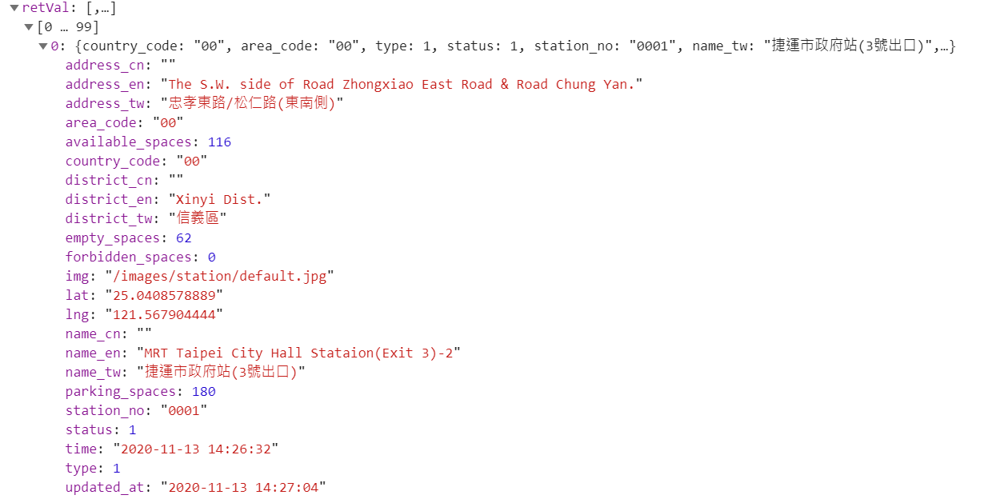 retVal: [,…]
[0 … 99]
0: {country_code: "00", area_code: "00", type: 1, status: 1, station_no: "0001", name_tw: "捷運市政府站(3號出口)",…}
address_cn: ""
address_en: "The S.W. side of Road Zhongxiao East Road & Road Chung Yan."
address_tw: "忠孝東路/松仁路(東南側)"
area_code: "00"
available_spaces: 116
country_code: "00"
district_cn: ""
district_en: "Xinyi Dist."
district_tw: "信義區"
empty_spaces: 62
forbidden_spaces: 0
img: "/images/station/default.jpg"
lat: "25.0408578889"
lng: "121.567904444"
name_cn: ""
name_en: "MRT Taipei City Hall Stataion(Exit 3)-2"
name_tw: "捷運市政府站(3號出口)"
parking_spaces: 180
station_no: "0001"
status: 1
time: "2020-11-13 14:26:32"
type: 1
updated_at: "2020-11-13 14:27:04"